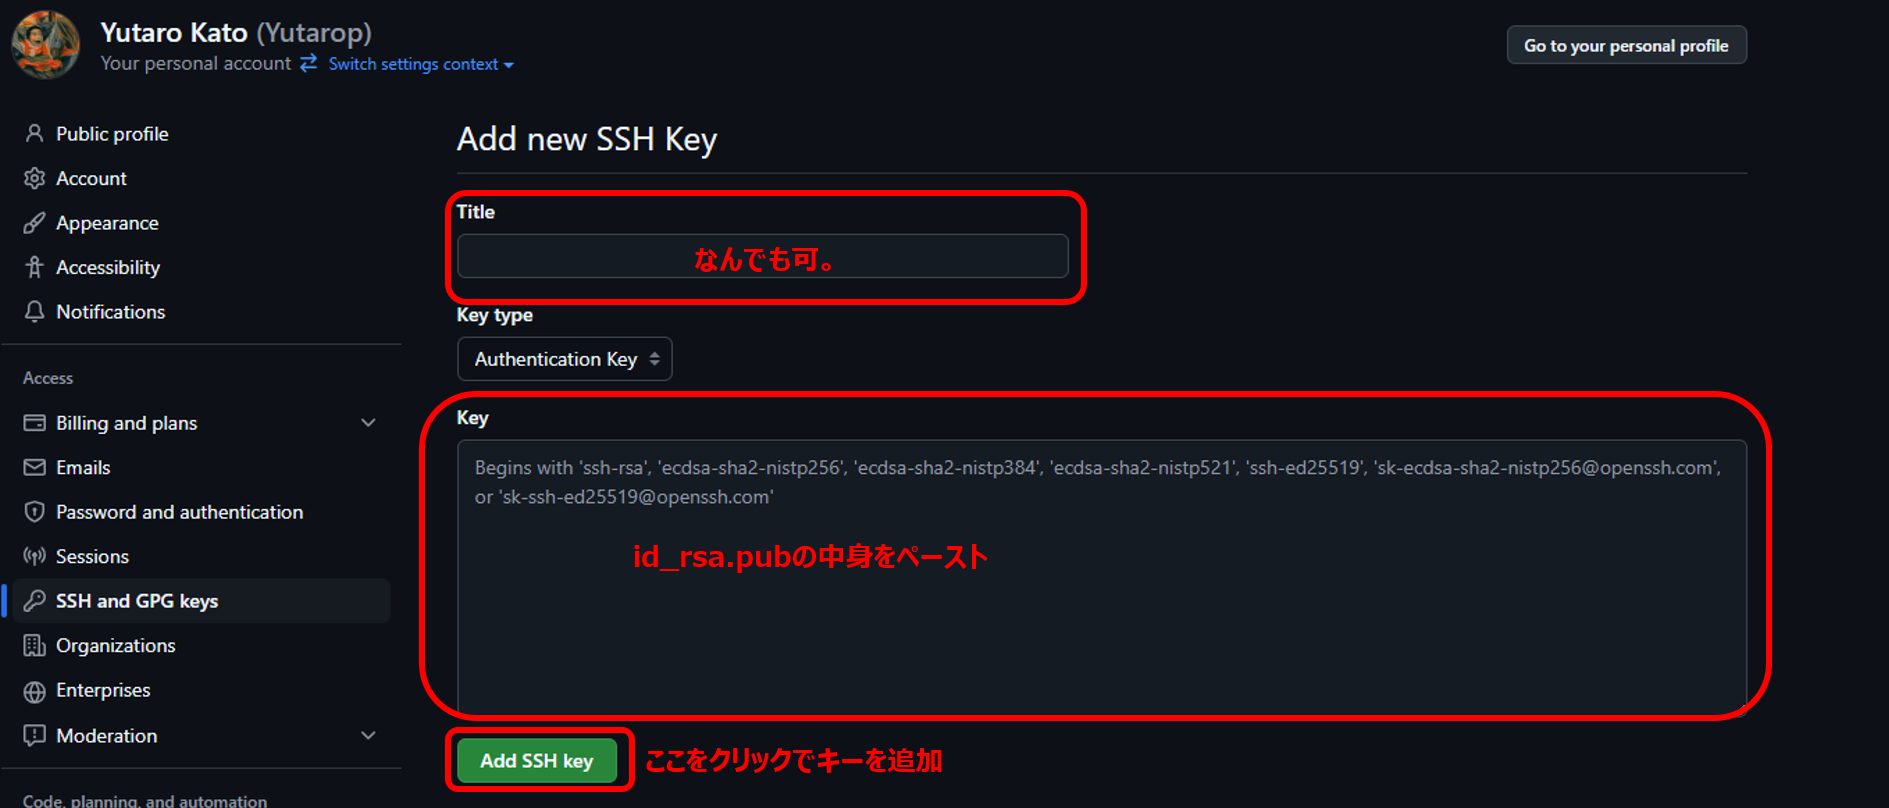 Yutaro Kato (Yutarop)
Your personal account Switch settings context
Go to your personal profile
Public profile
Account
Appearance
Accessibility
Notifications
Access
Billing and plans
Emails
Password and authentication
Sessions
SSH and GPG keys
Organizations
Enterprises
Moderation
Code, planning, and automation
Add new SSH Key
Title
なんでも可。
Key type
Authentication Key
Key
Begins with 'ssh-rsa', 'ecdsa-sha2-nistp256', 'ecdsa-sha2-nistp384', 'ecdsa-sha2-nistp521', 'ssh-ed25519', 'sk-ecdsa-sha2-nistp256@openssh.com',
or 'sk-ssh-ed25519@openssh.com'
id_rsa.pubの中身をペースト
Add SSH key ここをクリックでキーを追加